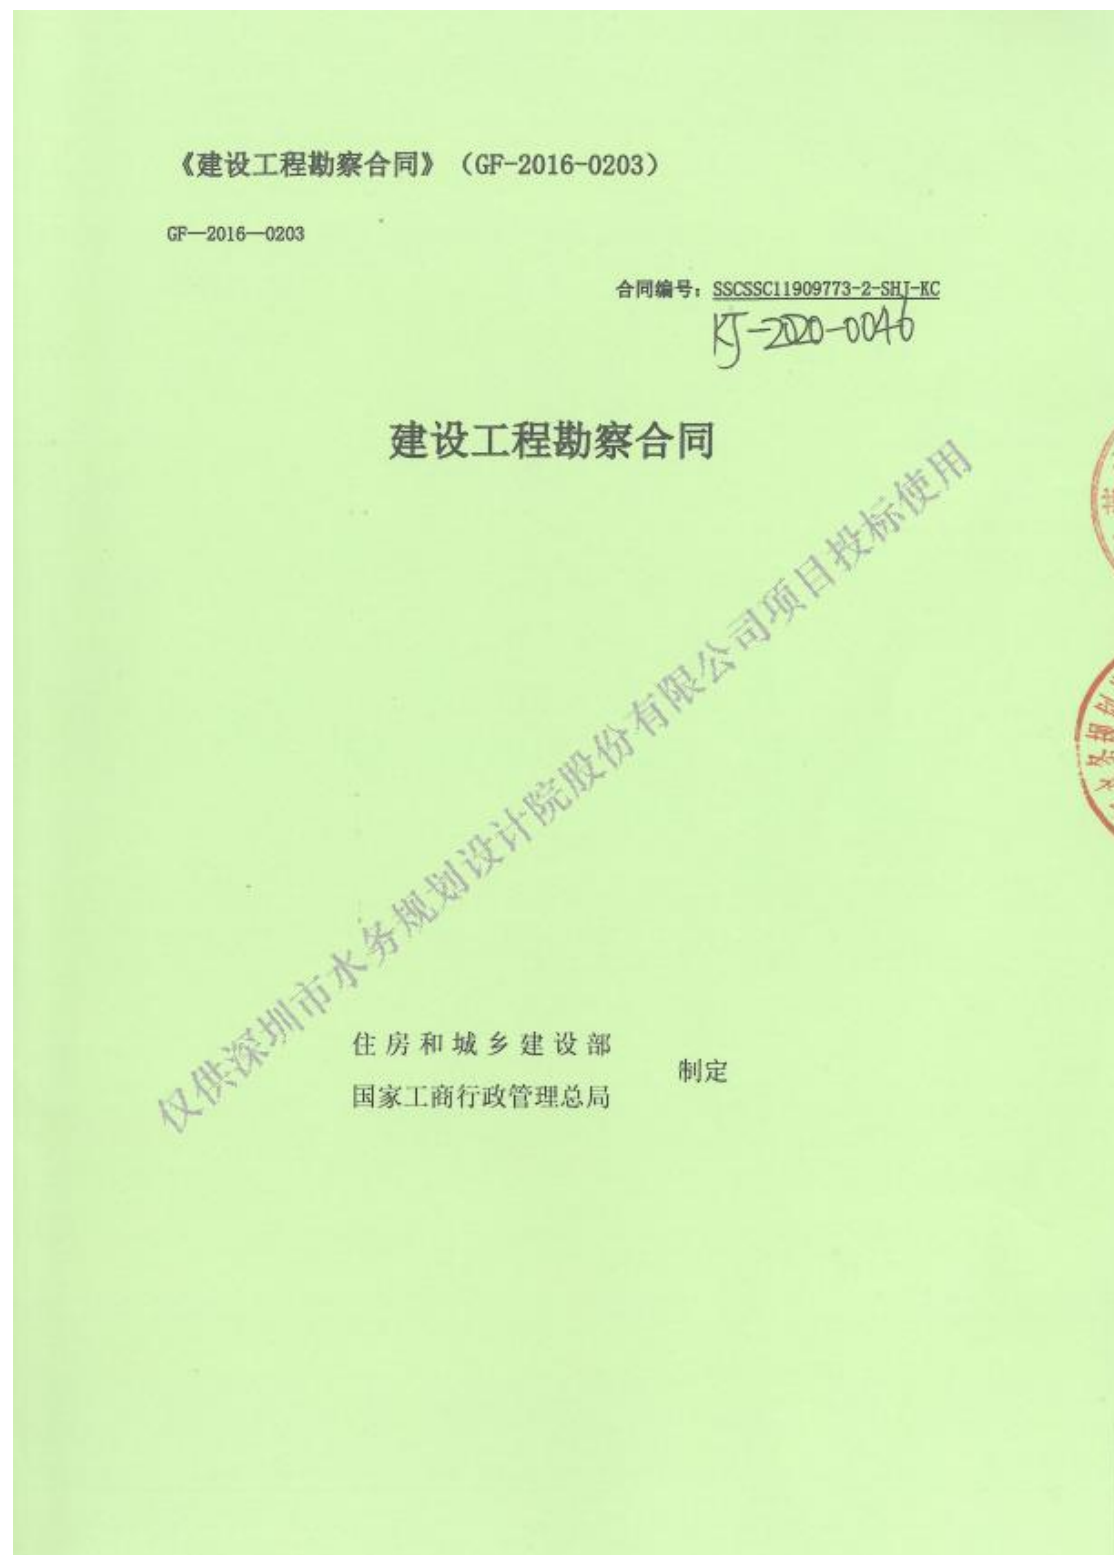 《建设工程勘察合同》（GF-2016-0203）
GF—2016—0203
合同编号：SSCSSC11909773-2-SHJ-KC
KJ-2020-0046
建设工程勘察合同
仅供深圳市水务规划设计院股份有限公司项目投标使用
住房和城乡建设部
国家工商行政管理总局
制定
水务规划